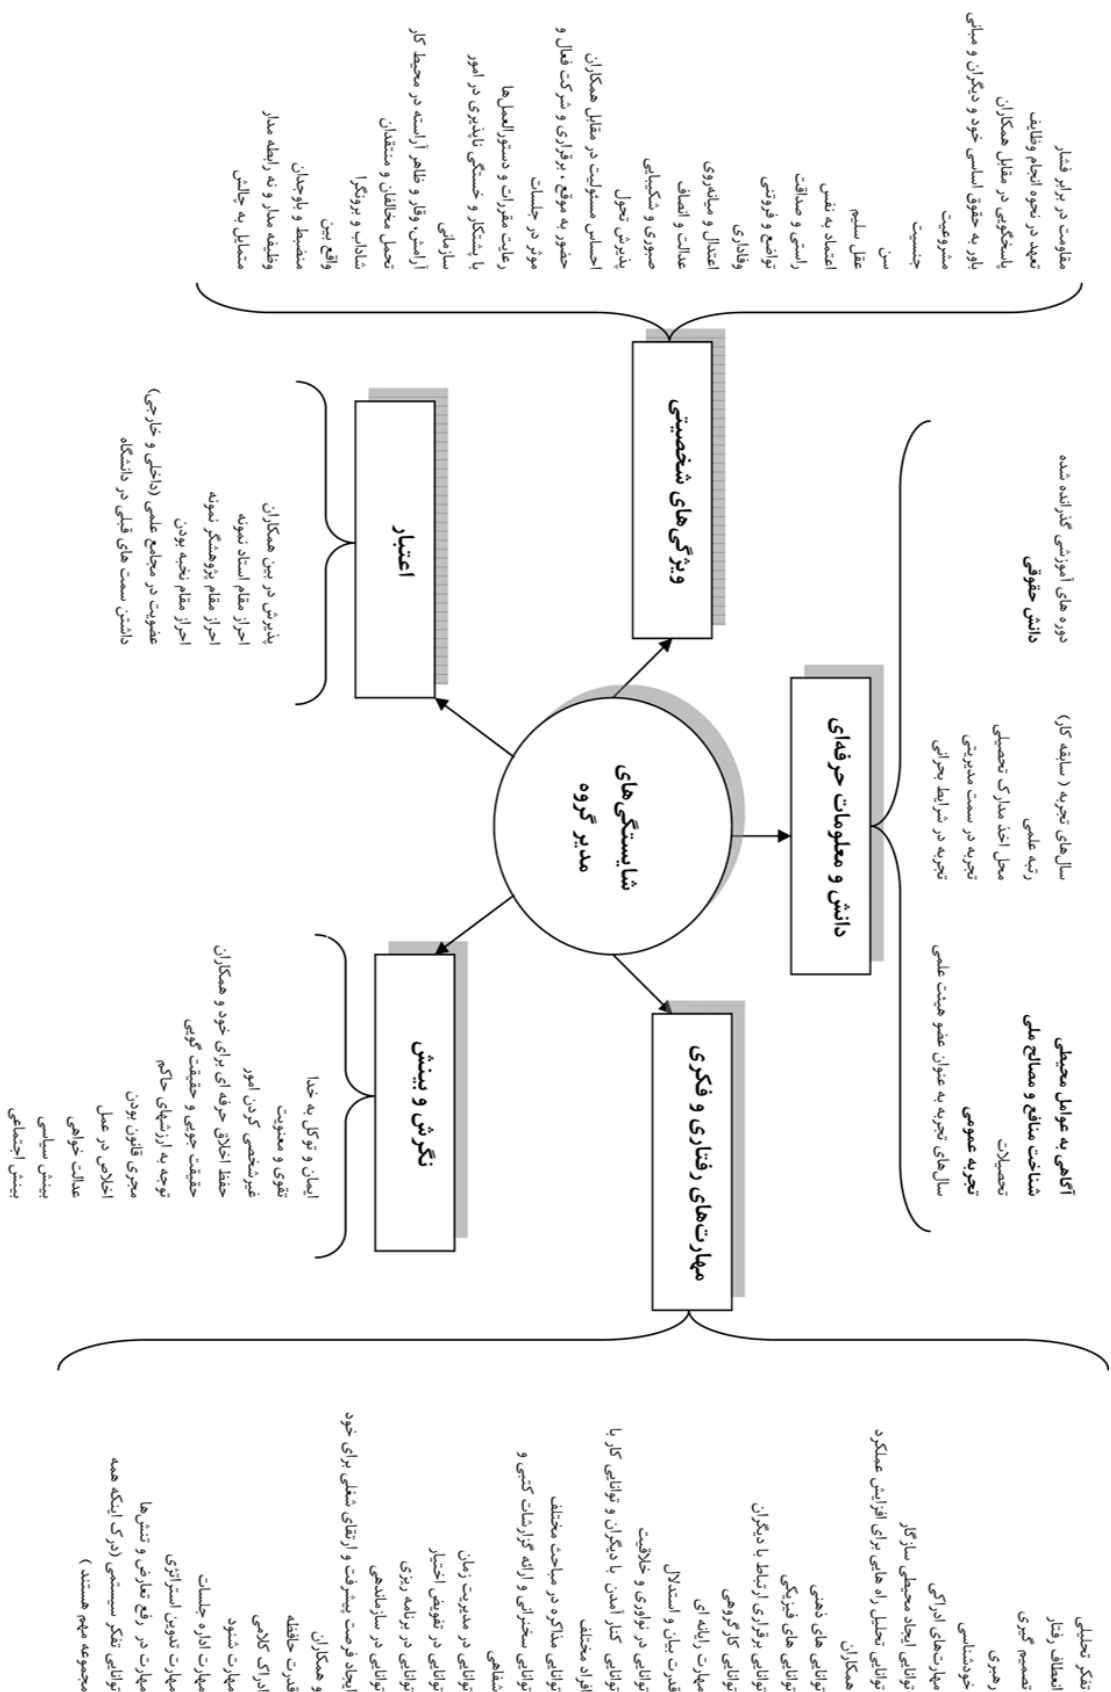 شایستگی‌های
مدیر گروه
ویژگی‌های شخصیتی
مقاومت در برابر فشار
تعهد در نحوه انجام وظایف
پاسخگویی در مقابل همکاران
باور به حقوق اساسی خود و دیگران و مبانی
مشروعیت
جنسیت
سن
عقل سلیم
اعتماد به نفس
راستی و صداقت
تواضع و فروتنی
وفاداری
اعتدال و میانه‌روی
عدالت و انصاف
صبوری و شکیبایی
پذیرش تحول
احساس مسئولیت در مقابل همکاران
حضور به موقع ، برقراری و شرکت فعال و
موثر در جلسات
رعایت مقررات و دستورالعمل‌ها
با پشتکار و خستگی ناپذیری در امور
سازمانی
آرامش، وقار و ظاهر آراسته در محیط کار
تحمل مخالفان و منتقدان
شاداب و برونگرا
واقع بین
منضبط و باوجدان
وظیفه مدار و نه رابطه مدار
متمایل به چالش
دانش و معلومات حرفه‌ای
دوره های آموزشی گذرانده شده
دانش حقوقی
سال‌های تجربه ( سابقه کار)
رتبه علمی
محل اخذ مدارک تحصیلی
تجربه در سمت مدیریتی
تجربه در شرایط بحرانی
آگاهی به عوامل محیطی
شناخت منافع و مصالح ملی
تحصیلات
تجربه عمومی
سال‌های تجربه به عنوان عضو هیئت علمی
مهارت‌های رفتاری و فکری
تفکر تحلیلی
انعطاف رفتار
تصمیم گیری
رهبری
خودشناسی
مهارت‌های ادراکی
توانایی ایجاد محیطی سازگار
توانایی تحلیل راه هایی برای افزایش عملکرد
همکاران
توانایی های ذهنی
توانایی های فیزیکی
توانایی برقراری ارتباط با دیگران
توانایی کارگروهی
مهارت رایانه ای
قدرت بیان و استدلال
توانایی در نوآوری و خلاقیت
توانایی کنار آمدن با دیگران و توانایی کار با
افراد مختلف
توانایی مذاکره در مباحث مختلف
توانایی سخنرانی و ارائه گزارشات کتبی و
شفاهی
توانایی در مدیریت زمان
توانایی در تفویض اختیار
توانایی در برنامه ریزی
توانایی در سازماندهی
ایجاد فرصت پیشرفت و ارتقای شغلی برای خود
و همکاران
قدرت حافظه
ادراک کلامی
مهارت شنود
مهارت اداره جلسات
مهارت تدوین استراتژی
مهارت در رفع تعارض و تنش‌ها
توانایی تفکر سیستمی (درک اینکه همه
مجموعه مهم هستند )
اعتبار
پذیرش در بین همکاران
احراز مقام استاد نمونه
احراز مقام پژوهشگر نمونه
احراز مقام نخبه بودن
عضویت در مجامع علمی (داخلی و خارجی)
داشتن سمت های قبلی در دانشگاه
نگرش و بینش
ایمان و توکل به خدا
تقوی و معنویت
غیرشخصی کردن امور
حفظ اخلاق حرفه ای برای خود و همکاران
حقیقت جویی و حقیقت گویی
توجه به ارزشهای حاکم
مجری قانون بودن
اخلاص در عمل
عدالت خواهی
بینش سیاسی
بینش اجتماعی